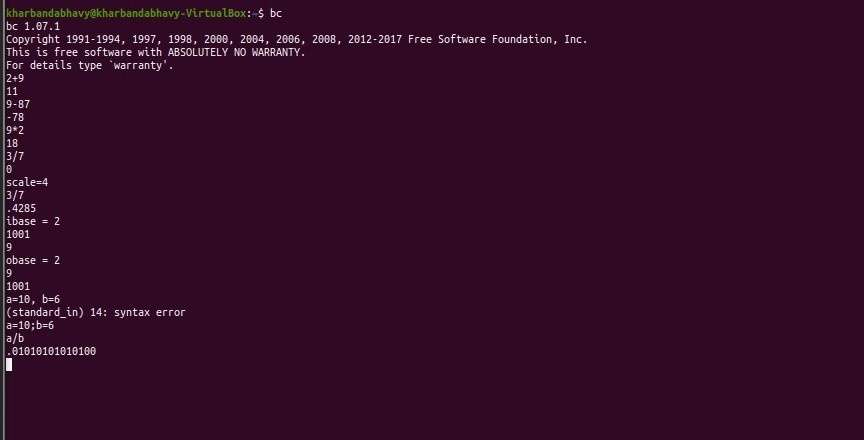 kharbandabhavy@kharbandabhavy-VirtualBox:~$ bc
bc 1.07.1
Copyright 1991-1994, 1997, 1998, 2000, 2004, 2006, 2008, 2012-2017 Free Software Foundation, Inc.
This is free software with ABSOLUTELY NO WARRANTY.
For details type `warranty'.
2+9
11
9-87
-78
9*2
18
3/7
0
scale=4
3/7
.4285
ibase = 2
1001
9
obase = 2
9
1001
a=10, b=6
(standard_in) 14: syntax error
a=10;b=6
a/b
.01010101010100